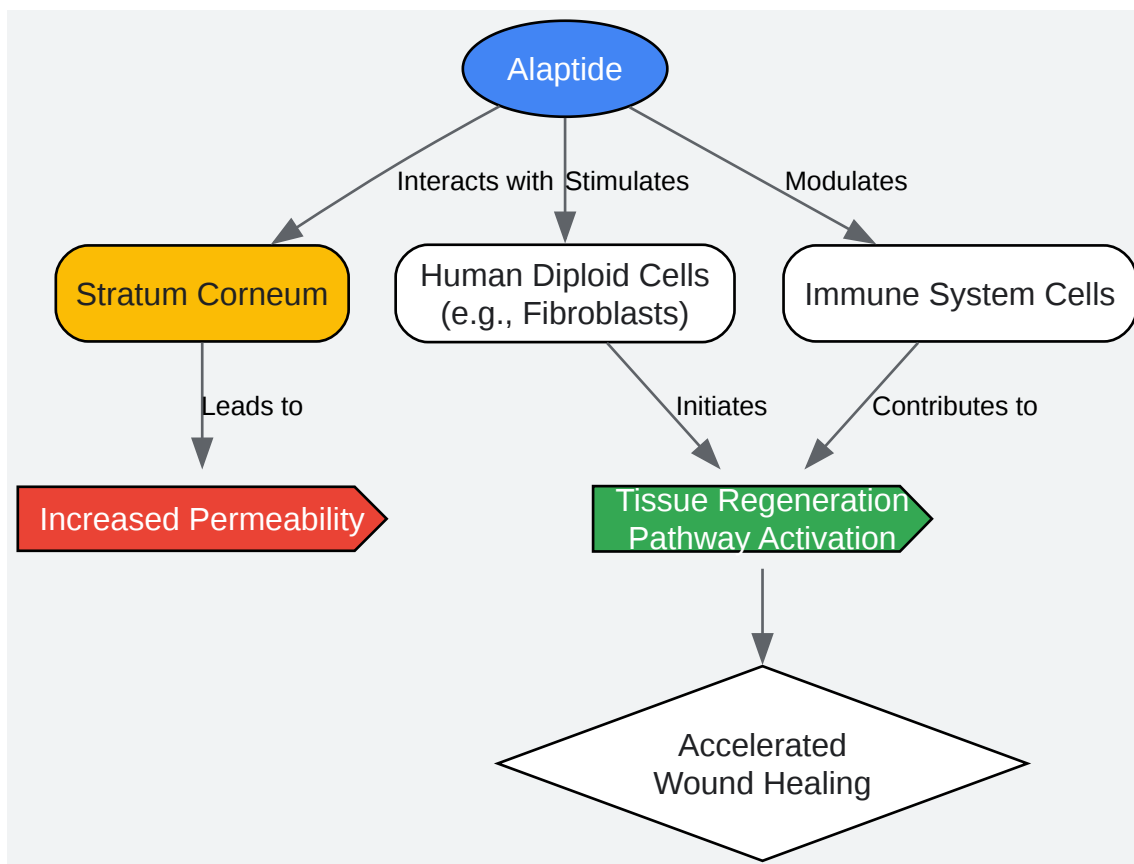 Alaptide
Interacts with
Stimulates
Modulates
Stratum Corneum
Human Diploid Cells
(e.g., Fibroblasts)
Immune System Cells
Leads to
Initiates
Contributes to
Increased Permeability
Tissue Regeneration
Pathway Activation
Accelerated
Wound Healing